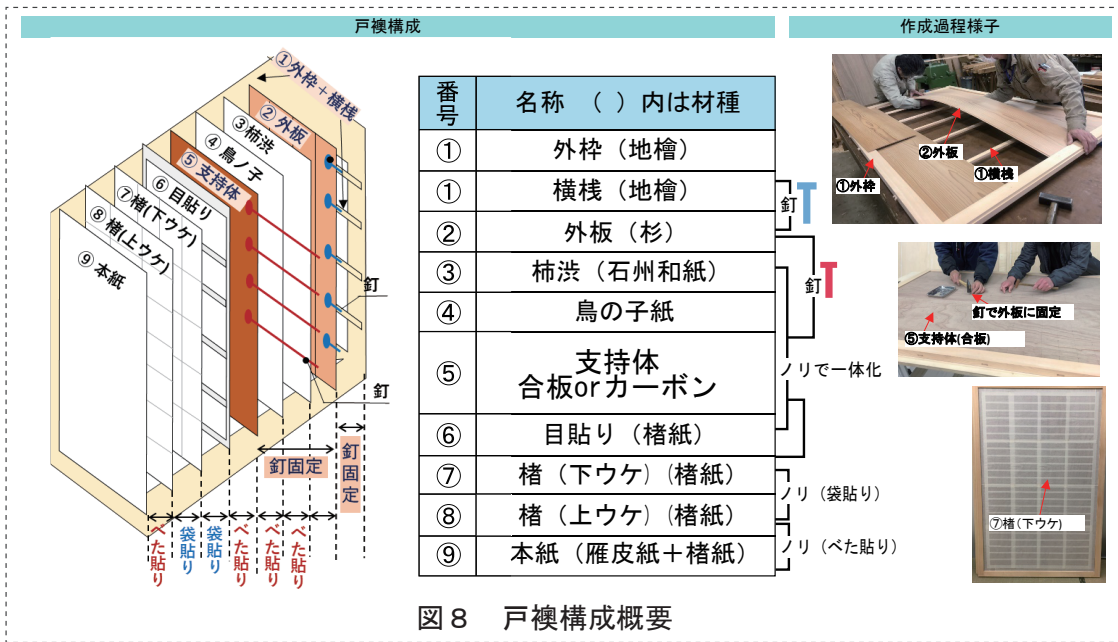 戸襖構成
作成過程様子
①外枠+横桟
②外板
③柿渋
④鳥ノ子
⑤支持体
⑥目貼り
⑦楮(下ウケ)
⑧楮(上ウケ)
⑨本紙
釘
釘
釘固定
釘固定
べた貼り
袋貼り
袋貼り
べた貼り
べた貼り
べた貼り
番号 名称 ( )内は材種
① 外枠(地檜)
① 横桟(地檜)
② 外板(杉)
③ 柿渋(石州和紙)
④ 鳥の子紙
⑤ 支持体
合板orカーボン
⑥ 目貼り(楮紙)
⑦ 楮(下ウケ)(楮紙)
⑧ 楮(上ウケ)(楮紙)
⑨ 本紙(雁皮紙+楮紙)
釘
釘
ノリで一体化
ノリ(袋貼り)
ノリ(べた貼り)
②外板
①横桟
①外枠
釘で外板に固定
⑤支持体(合板)
⑦楮(下ウケ)
図8 戸襖構成概要